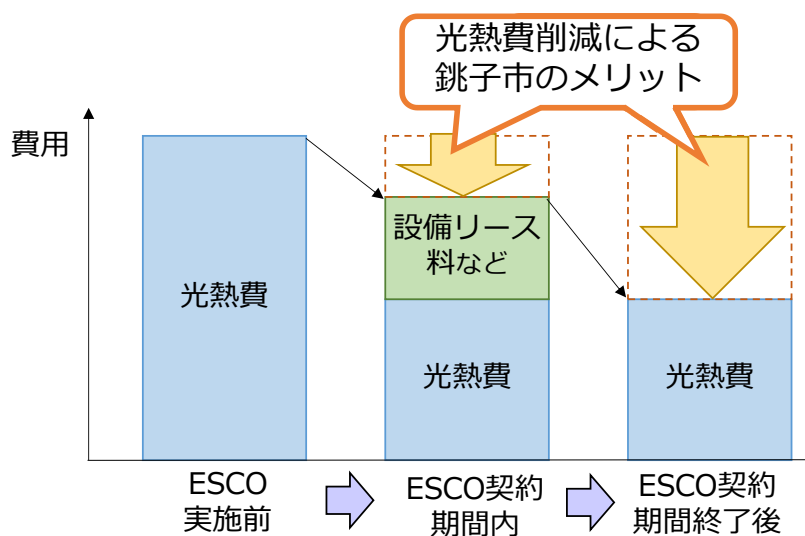 光熱費削減による
銚子市のメリット
費用
光熱費
設備リース
料など
光熱費
光熱費
ESCO
実施前
ESCO契約
期間内
ESCO契約
期間終了後